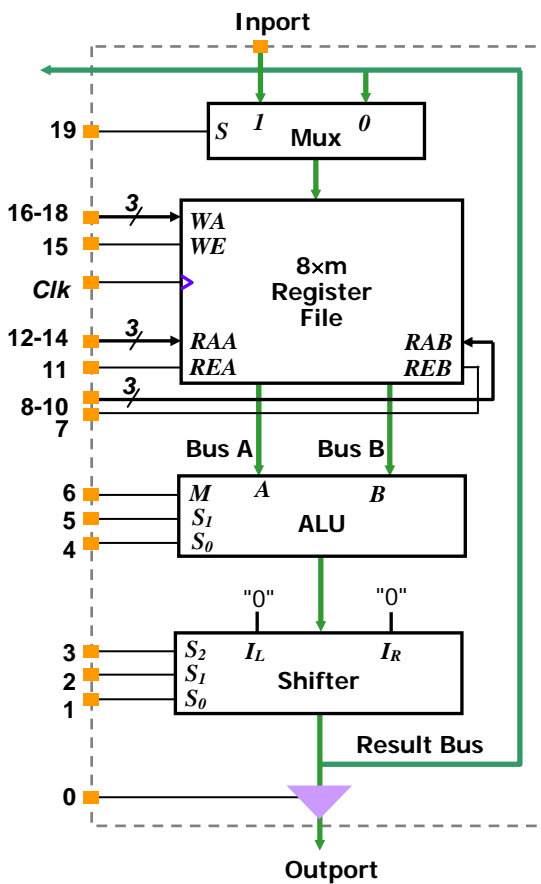 Inport
19
S
1
0
Mux
16-18
3
WA
15
WE
Clk
8×m
Register
File
12-14
3
RAA
RAB
11
REA
REB
8-10
3
7
Bus A
Bus B
6
M
A
B
5
S1
ALU
4
S0
"0"
"0"
3
S2
IL
IR
2
S1
Shifter
1
S0
Result Bus
0
Outport